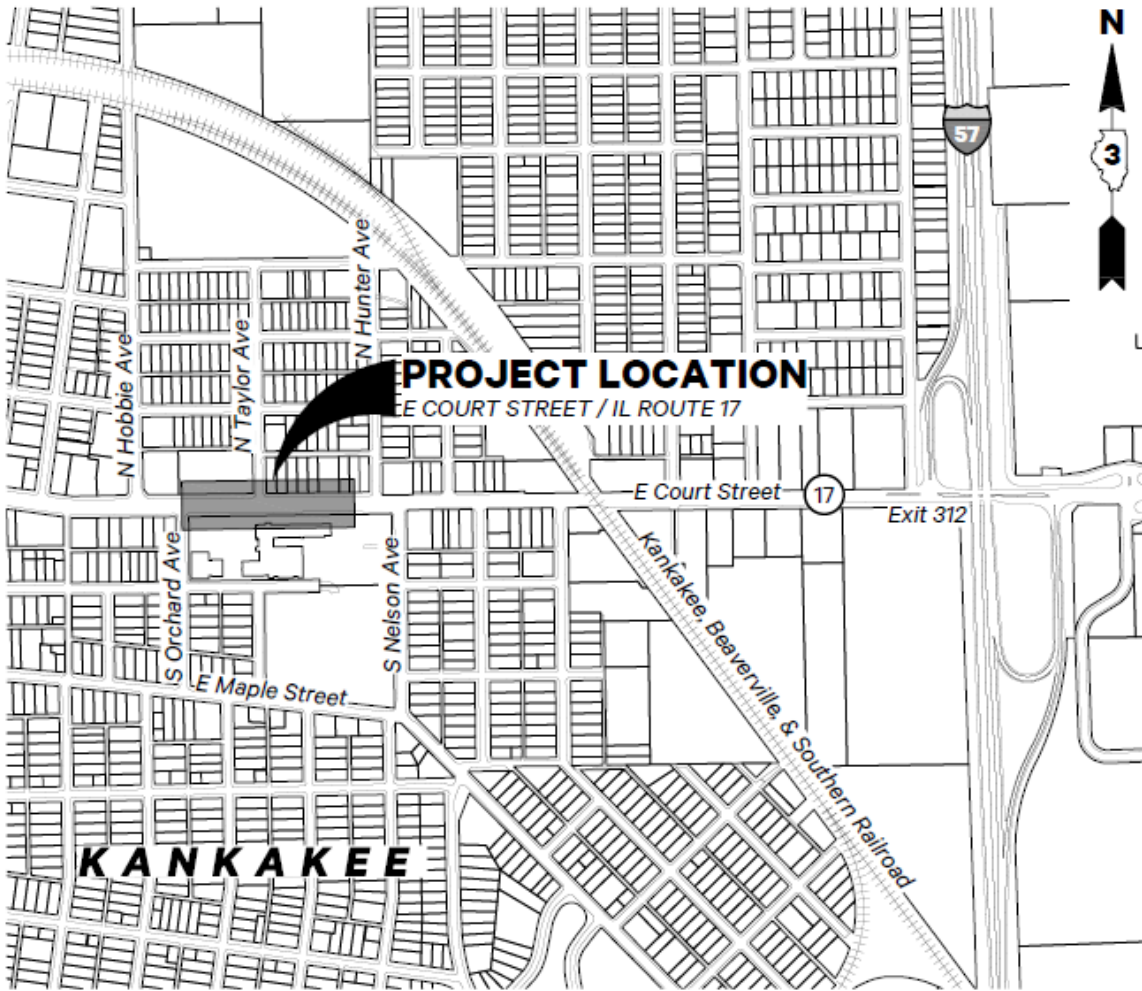 N
57
3
L
N Hunter Ave
N Taylor Ave
N Hobbie Ave
PROJECT LOCATION
E COURT STREET / IL ROUTE 17
E Court Street
17
Exit 312
S Orchard Ave
S Nelson Ave
Kankakee, Beaverville, & Southern Railroad
E Maple Street
KANKAKEE